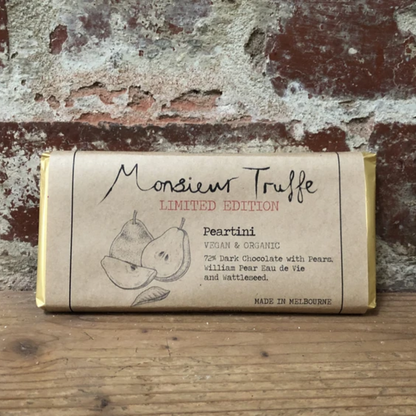 Monsieur Truffe
LIMITED EDITION
Peartini
VEGAN & ORGANIC
72% Dark Chocolate with Pears,
William Pear Eau de Vie
and Wattleseed.
MADE IN MELBOURNE